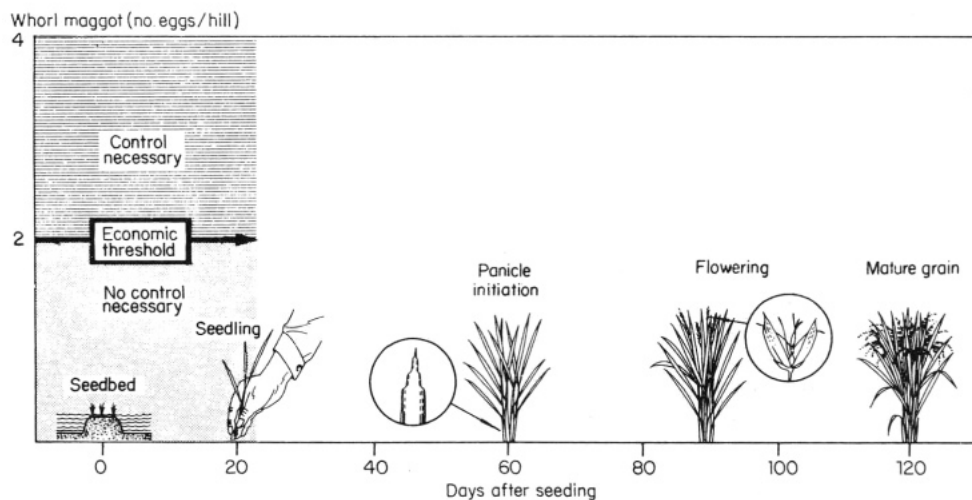 Whorl maggot (no. eggs/hill)
4
Control
necessary
2
Economic
threshold
No control
necessary
Seedling
Seedbed
Panicle
initiation
Flowering
Mature grain
0
20
40
60
80
100
120
Days after seeding